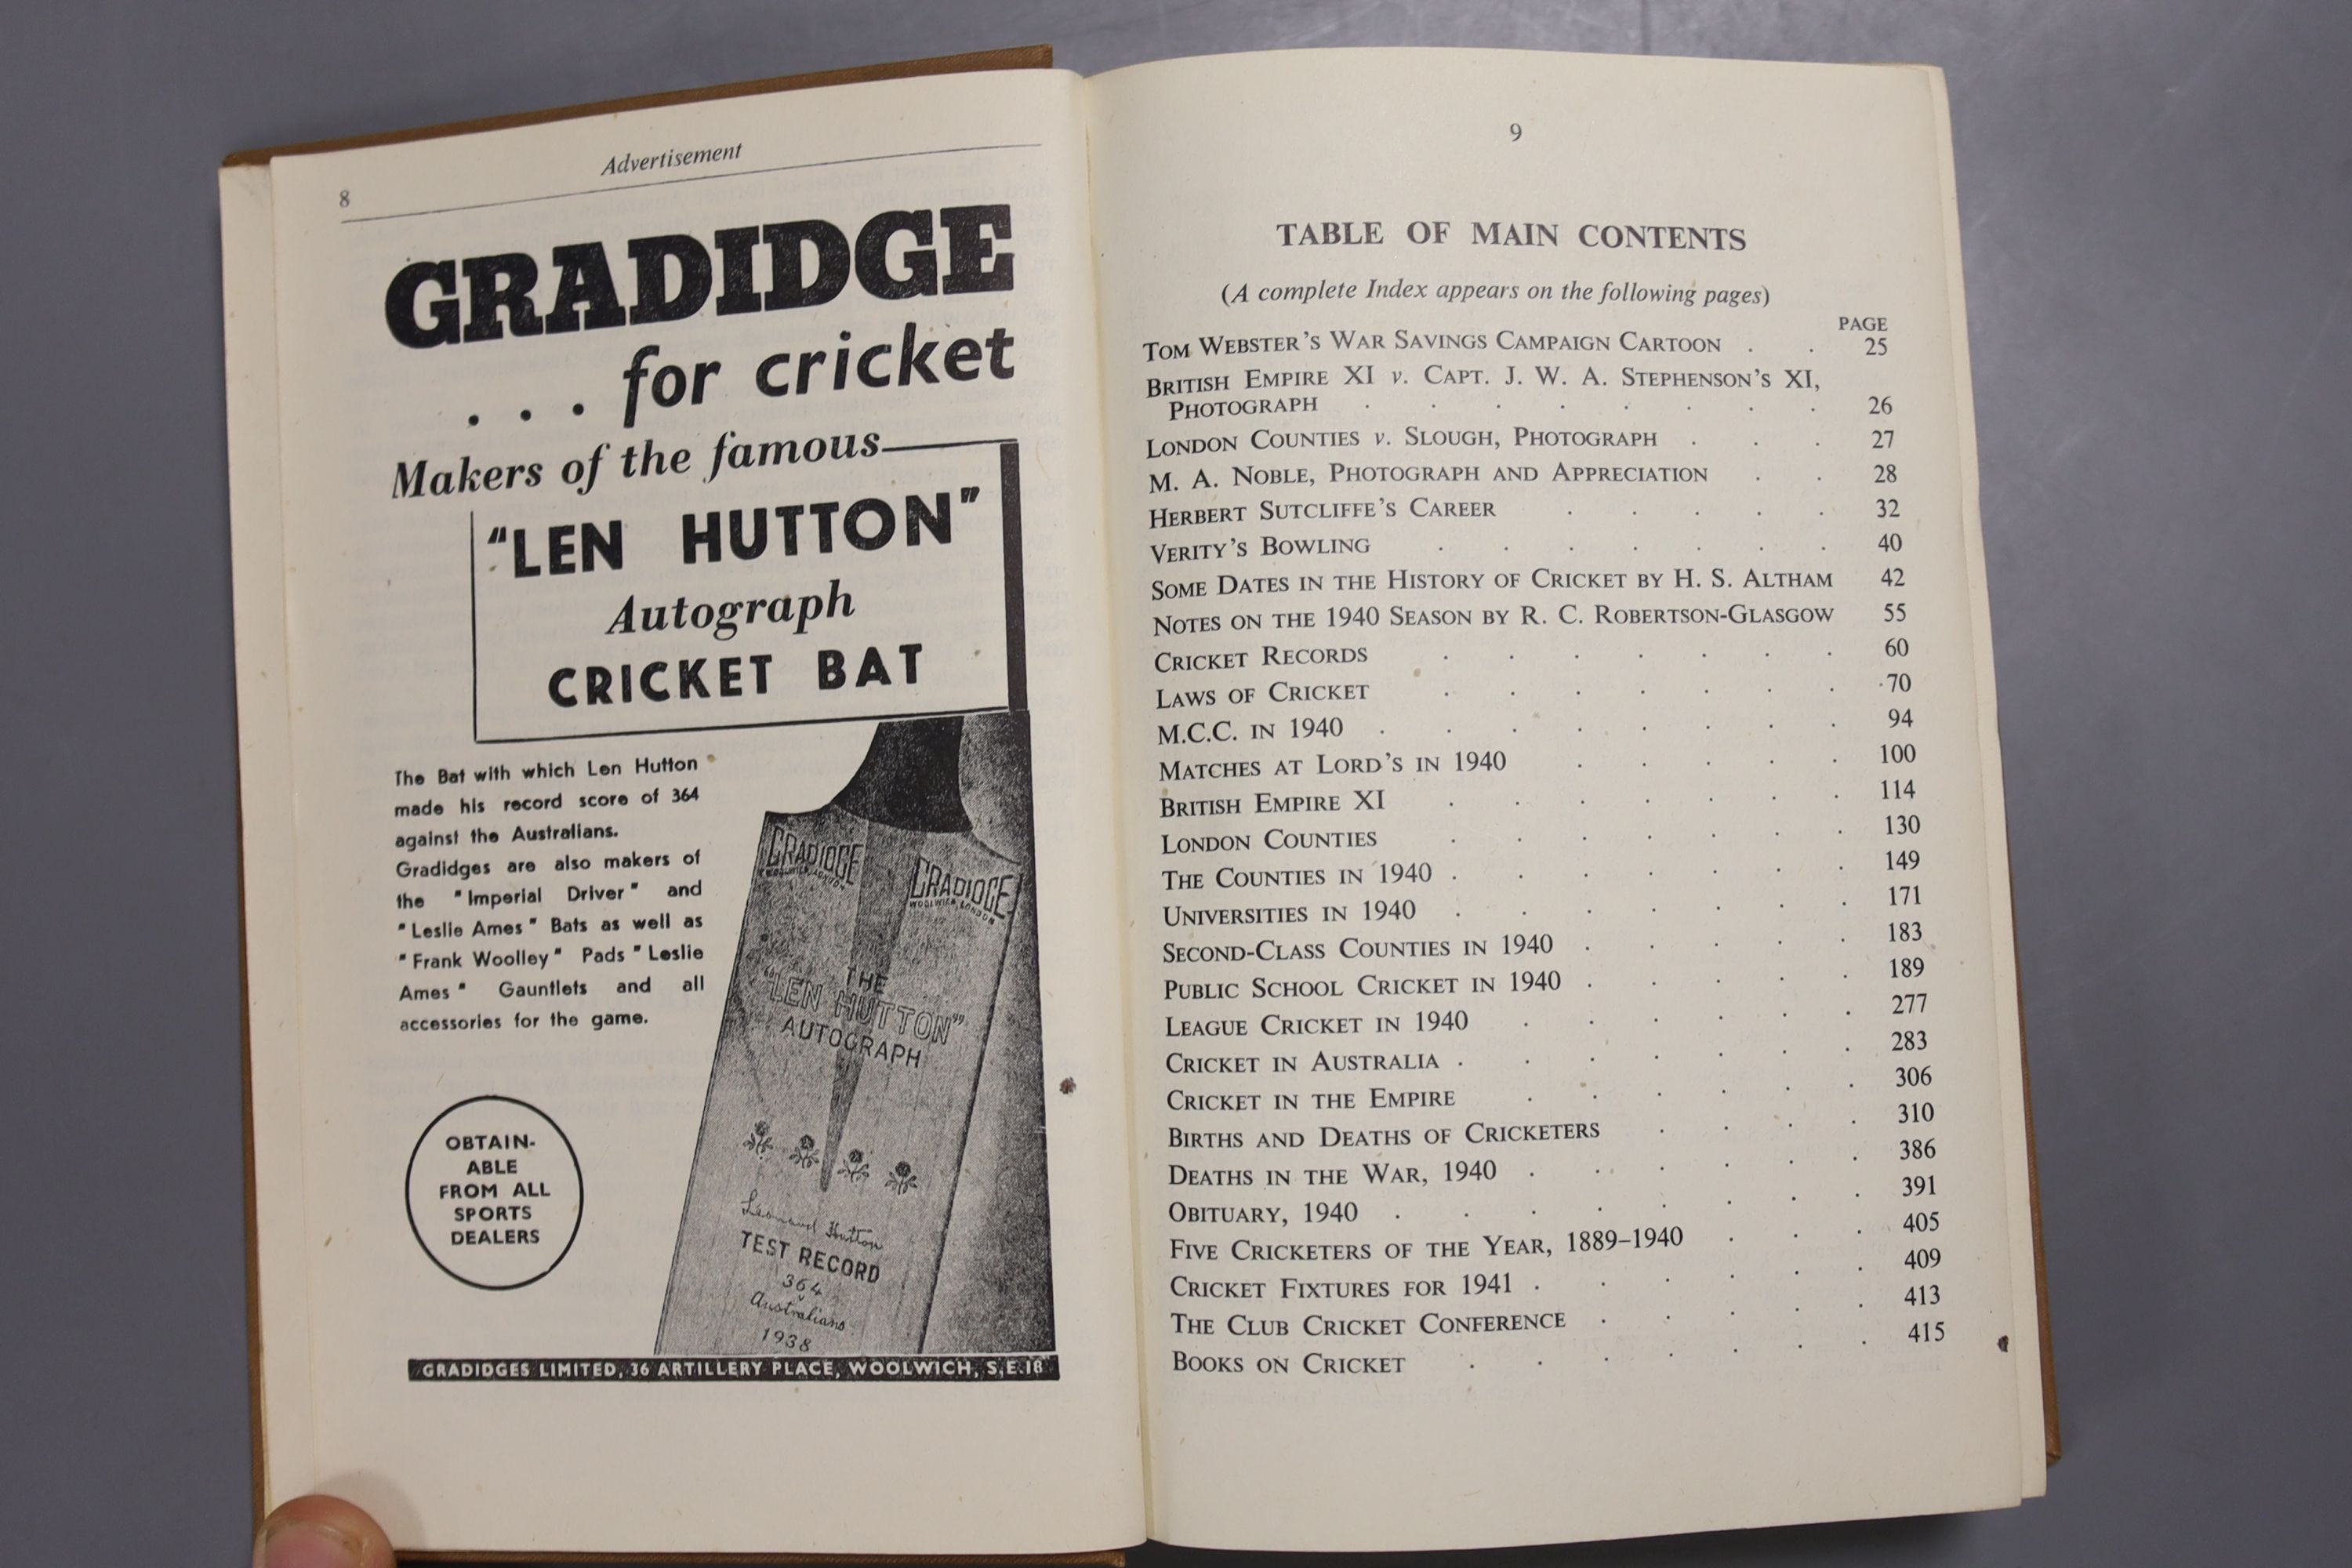 8
Advertisement
GRADIDGE
. . . for cricket
Makers of the famous
"LEN HUTTON"
Autograph
CRICKET BAT
The Bat with which Len Hutton
made his record score of 364
against the Australians.
Gradidges are also makers of
the "Imperial Driver" and
"Leslie Ames" Bats as well as
"Frank Woolley" Pads "Leslie
Ames" Gauntlets and all
accessories for the game.
OBTAIN-
ABLE
FROM ALL
SPORTS
DEALERS
GRADIDGE
WOOLWICH, LONDON
GRADIDGE
WOOLWICH, LONDON
THE
"LEN HUTTON"
AUTOGRAPH
Leonard Hutton
TEST RECORD
364
v
Australians
1938
GRADIDGES LIMITED, 36 ARTILLERY PLACE, WOOLWICH, S.E.18
9
TABLE OF MAIN CONTENTS
(A complete Index appears on the following pages)
PAGE
TOM WEBSTER'S WAR SAVINGS CAMPAIGN CARTOON . . 25
BRITISH EMPIRE XI v. CAPT. J. W. A. STEPHENSON'S XI,
PHOTOGRAPH . . . . . . . . 26
LONDON COUNTIES v. SLOUGH, PHOTOGRAPH . . . 27
M. A. NOBLE, PHOTOGRAPH AND APPRECIATION . . 28
HERBERT SUTCLIFFE'S CAREER . . . . . 32
VERITY'S BOWLING . . . . . . . 40
SOME DATES IN THE HISTORY OF CRICKET BY H. S. ALTHAM 42
NOTES ON THE 1940 SEASON BY R. C. ROBERTSON-GLASGOW 55
CRICKET RECORDS . . . . . . . 60
LAWS OF CRICKET . . . . . . . 70
M.C.C. IN 1940 . . . . . . . . 94
MATCHES AT LORD'S IN 1940 . . . . . 100
BRITISH EMPIRE XI . . . . . . . 114
LONDON COUNTIES . . . . . . . 130
THE COUNTIES IN 1940 . . . . . . . 149
UNIVERSITIES IN 1940 . . . . . . . 171
SECOND-CLASS COUNTIES IN 1940 . . . . . 183
PUBLIC SCHOOL CRICKET IN 1940 . . . . . 189
LEAGUE CRICKET IN 1940 . . . . . . 277
CRICKET IN AUSTRALIA . . . . . . . 283
CRICKET IN THE EMPIRE . . . . . . 306
BIRTHS AND DEATHS OF CRICKETERS . . . . 310
DEATHS IN THE WAR, 1940 . . . . . . 386
OBITUARY, 1940 . . . . . . . . 391
FIVE CRICKETERS OF THE YEAR, 1889–1940 . . . 405
CRICKET FIXTURES FOR 1941 . . . . . . 409
THE CLUB CRICKET CONFERENCE . . . . . 413
BOOKS ON CRICKET . . . . . . . 415